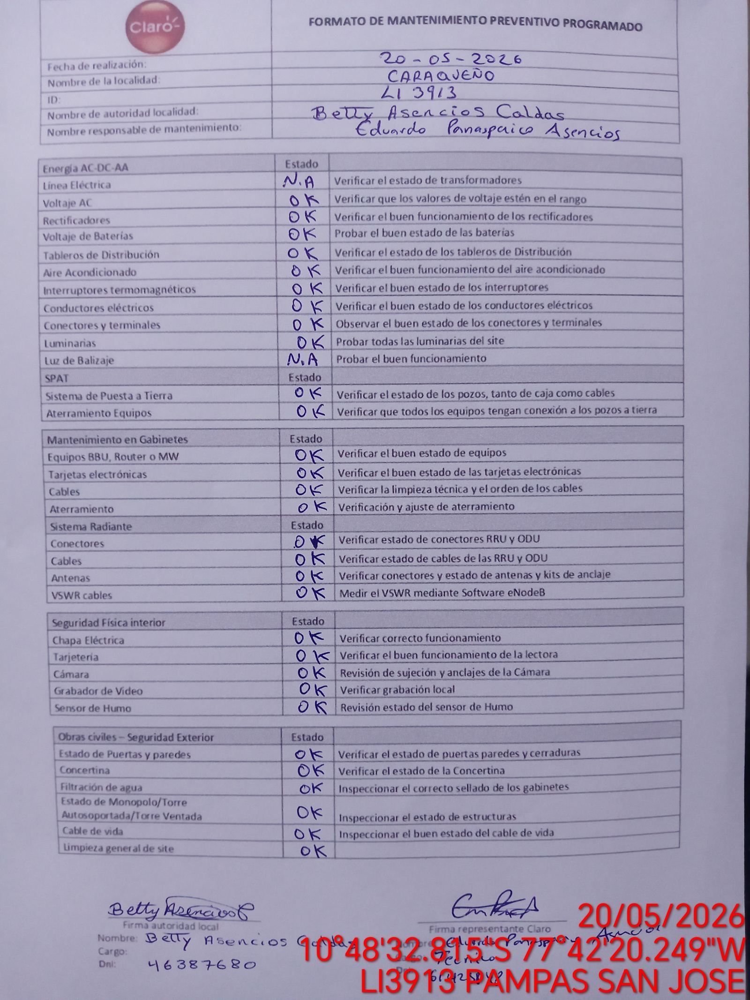 Claro
FORMATO DE MANTENIMIENTO PREVENTIVO PROGRAMADO
Fecha de realización: 20-05-2026
Nombre de la localidad: CARAQUEÑO
ID: LI 3913
Nombre de autoridad localidad: Betty Asencios Caldas
Nombre responsable de mantenimiento: Eduardo Panaspaico Asencios
Energía AC-DC-AA Estado
Línea Eléctrica N.A Verificar el estado de transformadores
Voltaje AC OK Verificar que los valores de voltaje estén en el rango
Rectificadores OK Verificar el buen funcionamiento de los rectificadores
Voltaje de Baterías OK Probar el buen estado de las baterías
Tableros de Distribución OK Verificar el estado de los tableros de Distribución
Aire Acondicionado OK Verificar el buen funcionamiento del aire acondicionado
Interruptores termomagnéticos OK Verificar el buen estado de los interruptores
Conductores eléctricos OK Verificar el buen estado de los conductores eléctricos
Conectores y terminales OK Observar el buen estado de los conectores y terminales
Luminarias OK Probar todas las luminarias del site
Luz de Balizaje N.A Probar el buen funcionamiento
SPAT Estado
Sistema de Puesta a Tierra OK Verificar el estado de los pozos, tanto de caja como cables
Aterramiento Equipos OK Verificar que todos los equipos tengan conexión a los pozos a tierra
Mantenimiento en Gabinetes Estado
Equipos BBU, Router o MW OK Verificar el buen estado de equipos
Tarjetas electrónicas OK Verificar el buen estado de las tarjetas electrónicas
Cables OK Verificar la limpieza técnica y el orden de los cables
Aterramiento OK Verificación y ajuste de aterramiento
Sistema Radiante Estado
Conectores OK Verificar estado de conectores RRU y ODU
Cables OK Verificar estado de cables de las RRU y ODU
Antenas OK Verificar conectores y estado de antenas y kits de anclaje
VSWR cables OK Medir el VSWR mediante Software eNodeB
Seguridad Física interior Estado
Chapa Eléctrica OK Verificar correcto funcionamiento
Tarjetería OK Verificar el buen funcionamiento de la lectora
Cámara OK Revisión de sujeción y anclajes de la Cámara
Grabador de Video OK Verificar grabación local
Sensor de Humo OK Revisión estado del sensor de Humo
Obras civiles – Seguridad Exterior Estado
Estado de Puertas y paredes OK Verificar el estado de puertas paredes y cerraduras
Concertina OK Verificar el estado de la Concertina
Filtración de agua OK Inspeccionar el correcto sellado de los gabinetes
Estado de Monopolo/Torre
Autosoportada/Torre Ventada OK Inspeccionar el estado de estructuras
Cable de vida OK Inspeccionar el buen estado del cable de vida
Limpieza general de site OK
Betty Asencios C
Firma autoridad local Firma representante Claro
Nombre: Betty Asencios Caldas Eduardo
Cargo: Técnico
Dni: 46387680
20/05/2026
10°48'32.815"S 77°42'20.249"W
LI3913 PAMPAS SAN JOSE